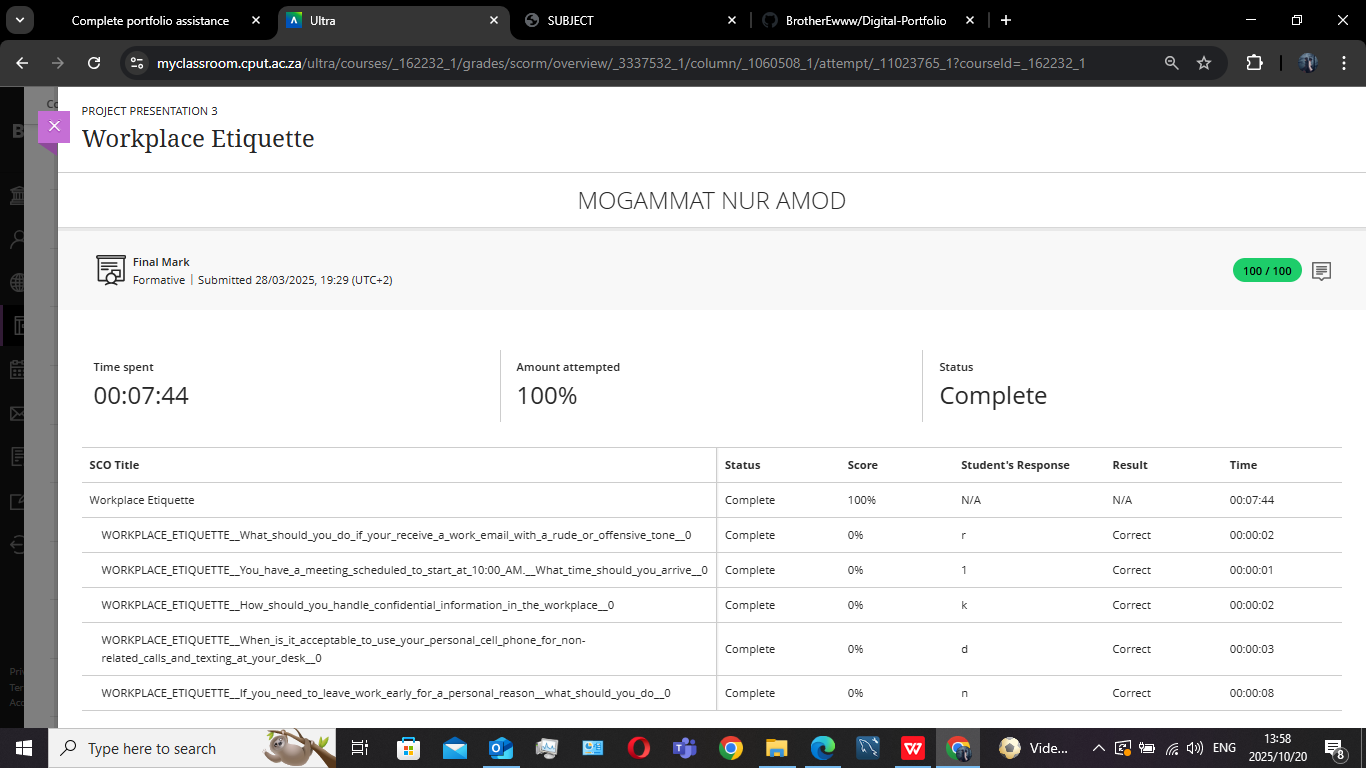 Complete portfolio assistance
Ultra
SUBJECT
BrotherEwww/Digital-Portfolio
myclassroom.cput.ac.za/ultra/courses/_162232_1/grades/scorm/overview/_3337532_1/column/_1060508_1/attempt/_11023765_1?courseId=_162232_1
PROJECT PRESENTATION 3
Workplace Etiquette
MOGAMMAT NUR AMOD
Final Mark
Formative | Submitted 28/03/2025, 19:29 (UTC+2)
100 / 100
Time spent
00:07:44
Amount attempted
100%
Status
Complete
SCO Title Status Score Student's Response Result Time
Workplace Etiquette Complete 100% N/A N/A 00:07:44
WORKPLACE_ETIQUETTE__What_should_you_do_if_your_receive_a_work_email_with_a_rude_or_offensive_tone__0 Complete 0% r Correct 00:00:02
WORKPLACE_ETIQUETTE__You_have_a_meeting_scheduled_to_start_at_10:00_AM.__What_time_should_you_arrive__0 Complete 0% 1 Correct 00:00:01
WORKPLACE_ETIQUETTE__How_should_you_handle_confidential_information_in_the_workplace__0 Complete 0% k Correct 00:00:02
WORKPLACE_ETIQUETTE__When_is_it_acceptable_to_use_your_personal_cell_phone_for_non-
related_calls_and_texting_at_your_desk__0 Complete 0% d Correct 00:00:03
WORKPLACE_ETIQUETTE__If_you_need_to_leave_work_early_for_a_personal_reason__what_should_you_do__0 Complete 0% n Correct 00:00:08
Type here to search
Vide...
ENG
13:58
2025/10/20
8